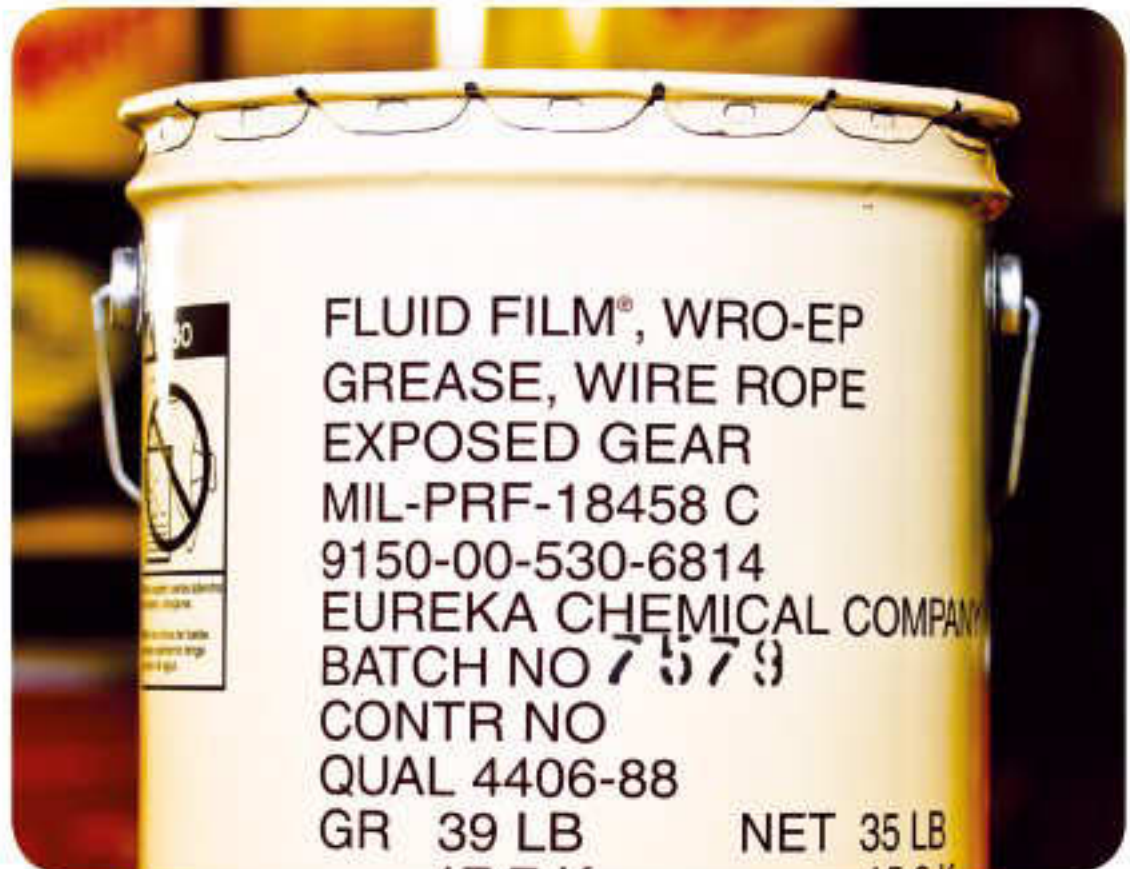 FLUID FILM®, WRO-EP
GREASE, WIRE ROPE
EXPOSED GEAR
MIL-PRF-18458 C
9150-00-530-6814
EUREKA CHEMICAL COMPANY
BATCH NO 7579
CONTR NO
QUAL 4406-88
GR 39 LB NET 35 LB